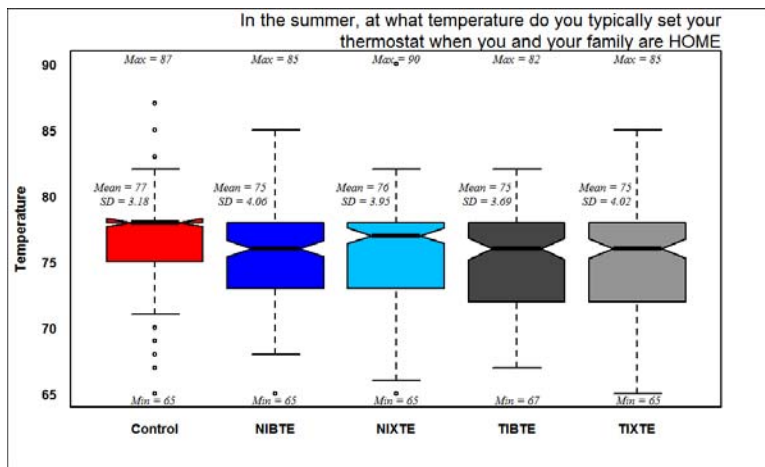 In the summer, at what temperature do you typically set your
thermostat when you and your family are HOME
Max = 87 Max = 85 Max = 90 Max = 82 Max = 85
90
85
80
75
70
65
Temperature
Mean = 77 Mean = 75 Mean = 76 Mean = 75 Mean = 75
SD = 3.18 SD = 4.06 SD = 3.95 SD = 3.69 SD = 4.02
Min = 65 Min = 65 Min = 65 Min = 67 Min = 65
Control NIBTE NIXTE TIBTE TIXTE